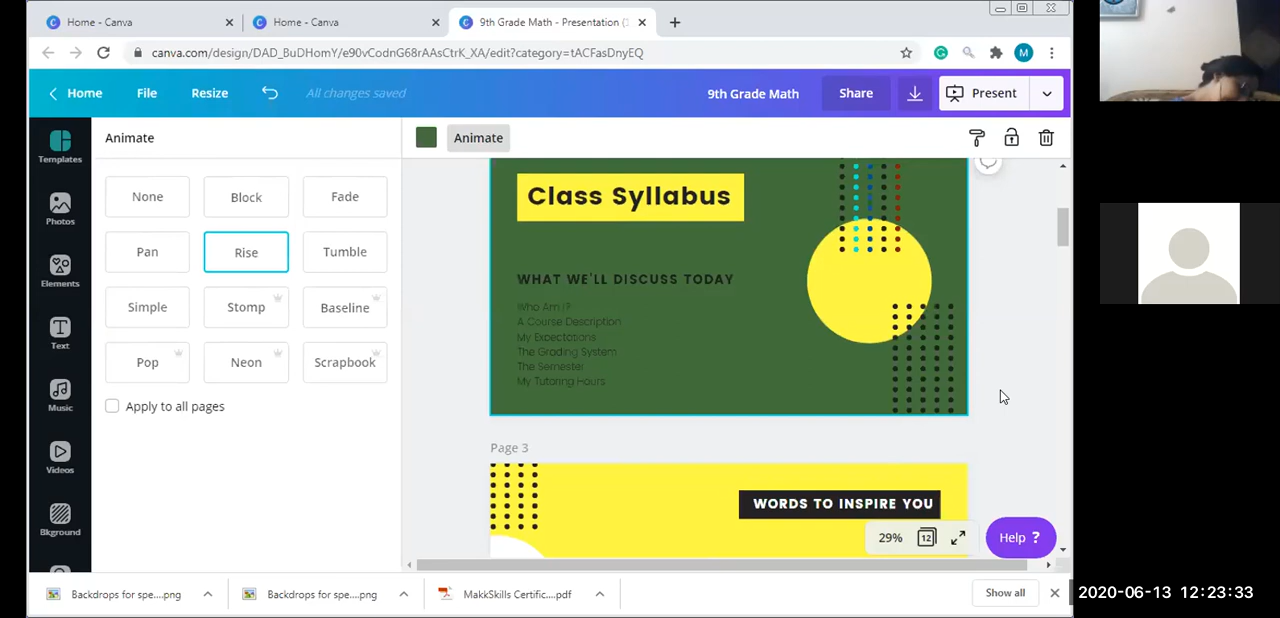 Home - Canva
Home - Canva
9th Grade Math - Presentation (1
canva.com/design/DAD_BuDHomY/e90vCodnG68rAAsCtrK_XA/edit?category=tACFasDnyEQ
M
Home
File
Resize
All changes saved
9th Grade Math
Share
Present
Templates
Photos
Elements
Text
Music
Videos
Bkground
Animate
None
Block
Fade
Pan
Rise
Tumble
Simple
Stomp
Baseline
Pop
Neon
Scrapbook
Apply to all pages
Animate
Class Syllabus
WHAT WE'LL DISCUSS TODAY
Who Am I?
A Course Description
My Expectations
The Grading System
The Semester
My Tutoring Hours
Page 3
WORDS TO INSPIRE YOU
29%
12
Help ?
Backdrops for spe....png
Backdrops for spe....png
MakkSkills Certific....pdf
Show all
2020-06-13 12:23:33